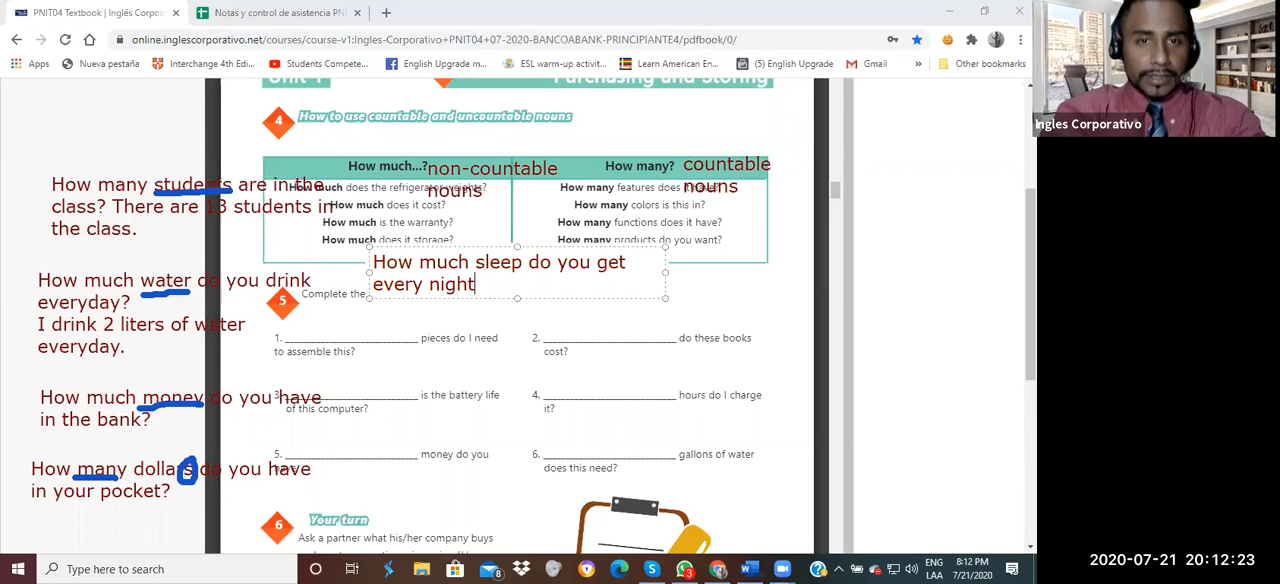 PNIT04 Textbook | Inglés Corpor
Notas y control de asistencia PNI
online.inglescorporativo.net/courses/course-v1:Ingles-Corporativo+PNIT04+07-2020-BANCOABANK-PRINCIPIANTE4/pdfbook/0/
Apps
Nueva pestaña
Interchange 4th Edi...
Students Compete...
English Upgrade m...
ESL warm-up activit...
Learn American En...
(5) English Upgrade
Gmail
»
Other bookmarks
Ingles Corporativo
Purchasing and Storing
4
How to use countable and uncountable nouns
How much...?
non-countable
nouns
How many?
countable
nouns
How much does the refrigerator weights?
How much does it cost?
How much is the warranty?
How much does it storage?
How many features does it have?
How many colors is this in?
How many functions does it have?
How many products do you want?
How many students are in the
class? There are 13 students in
the class.
How much water do you drink
everyday?
I drink 2 liters of water
everyday.
How much money do you have
in the bank?
How many dollars do you have
in your pocket?
How much sleep do you get
every night
5
Complete the
1. ____________________ pieces do I need
to assemble this?
2. ____________________ do these books
cost?
3. ____________________ is the battery life
of this computer?
4. ____________________ hours do I charge
it?
5. ____________________ money do you
6. ____________________ gallons of water
does this need?
6
Your turn
Ask a partner what his/her company buys
Type here to search
8
3
ENG
LAA
8:12 PM
7/21/2020
2020-07-21 20:12:23